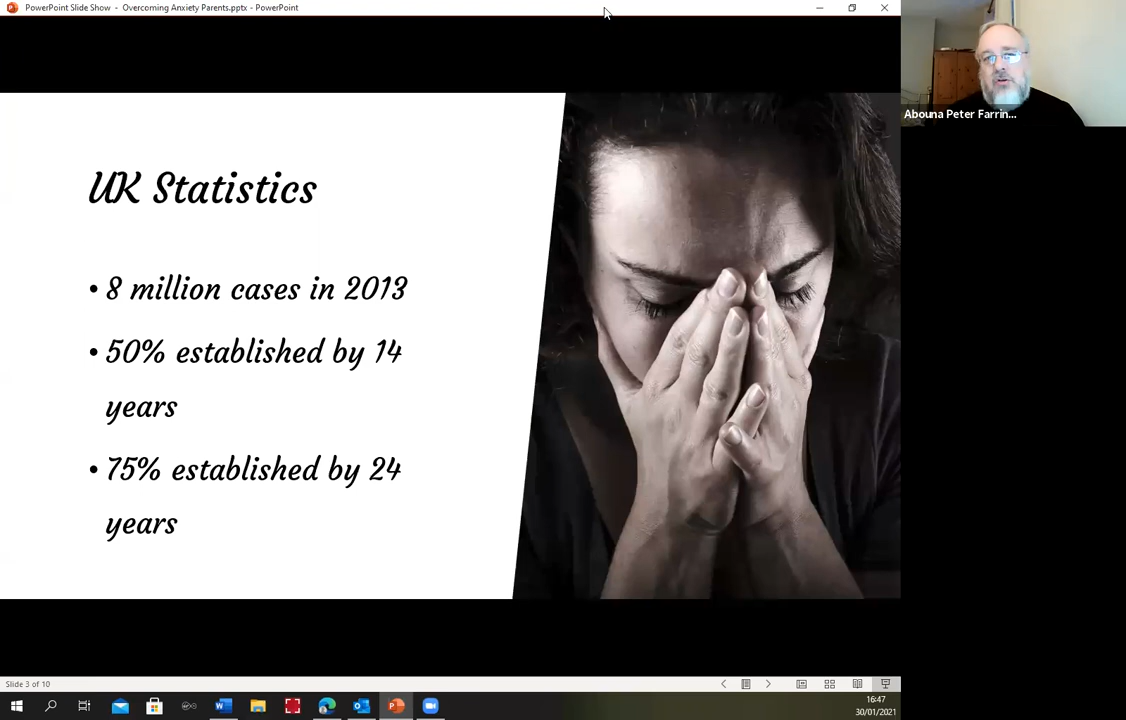 PowerPoint Slide Show - Overcoming Anxiety Parents.pptx - PowerPoint
Abouna Peter Farrin...
UK Statistics
• 8 million cases in 2013
• 50% established by 14
years
• 75% established by 24
years
Slide 3 of 10
16:47
30/01/2021